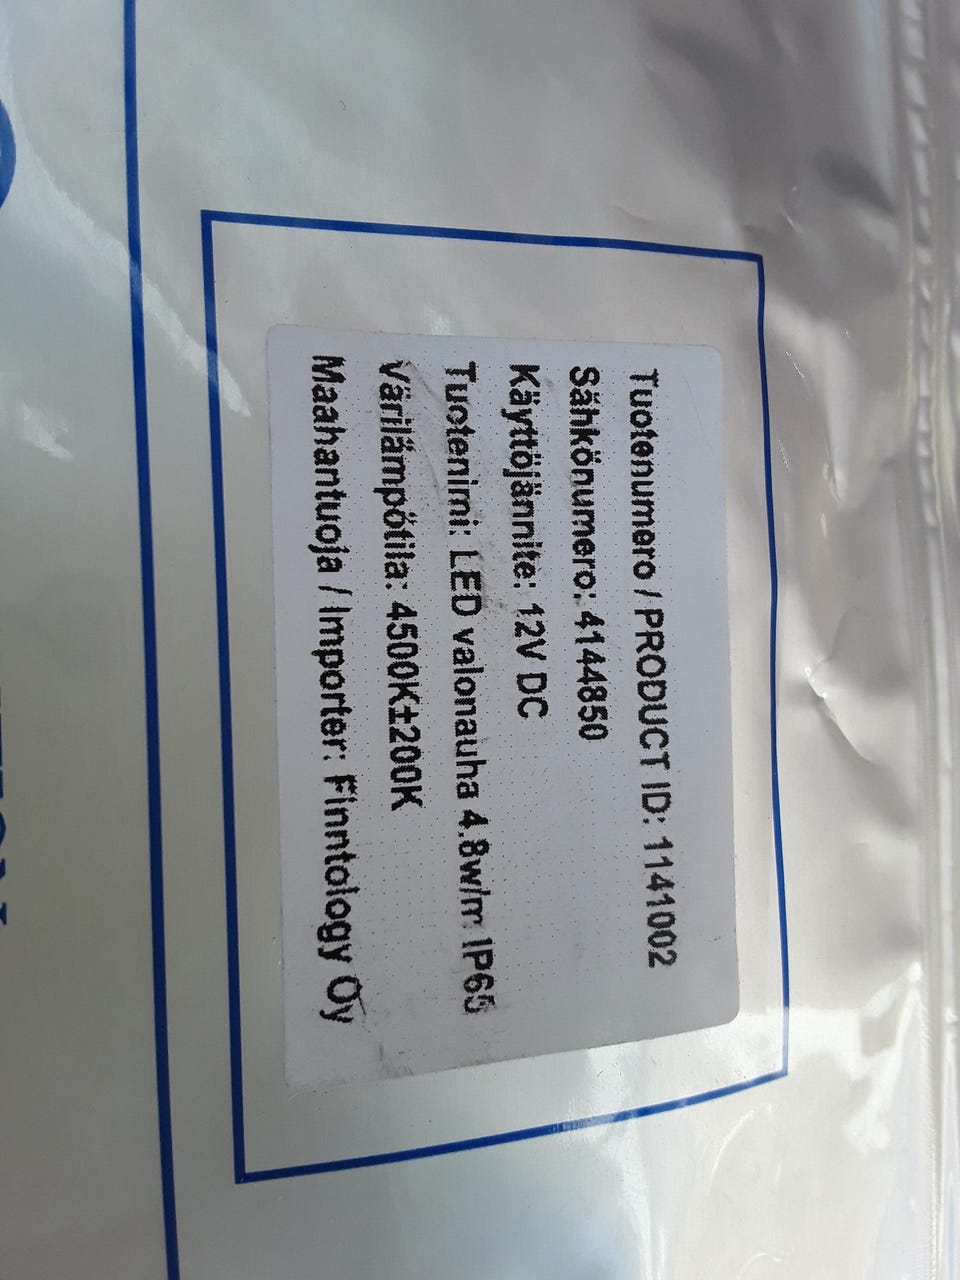 Tuotenumero / PRODUCT ID: 1141002
Sähkönumero: 4144850
Käyttöjännite: 12V DC
Tuotenimi: LED valonauha 4.8w/m IP65
Värilämpötila: 4500K±200K
Maahantuoja / Importer: Finntology Oy